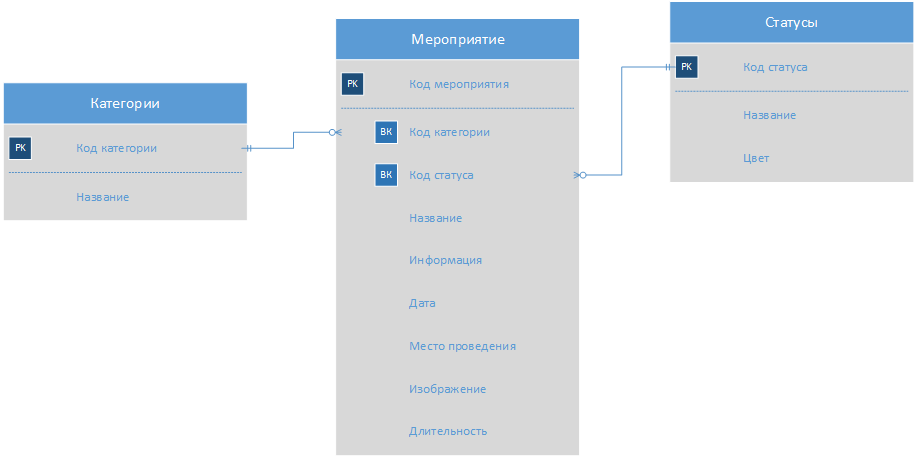 Категории
PK Код категории
Название
Мероприятие
PK Код мероприятия
ВК Код категории
ВК Код статуса
Название
Информация
Дата
Место проведения
Изображение
Длительность
Статусы
PK Код статуса
Название
Цвет